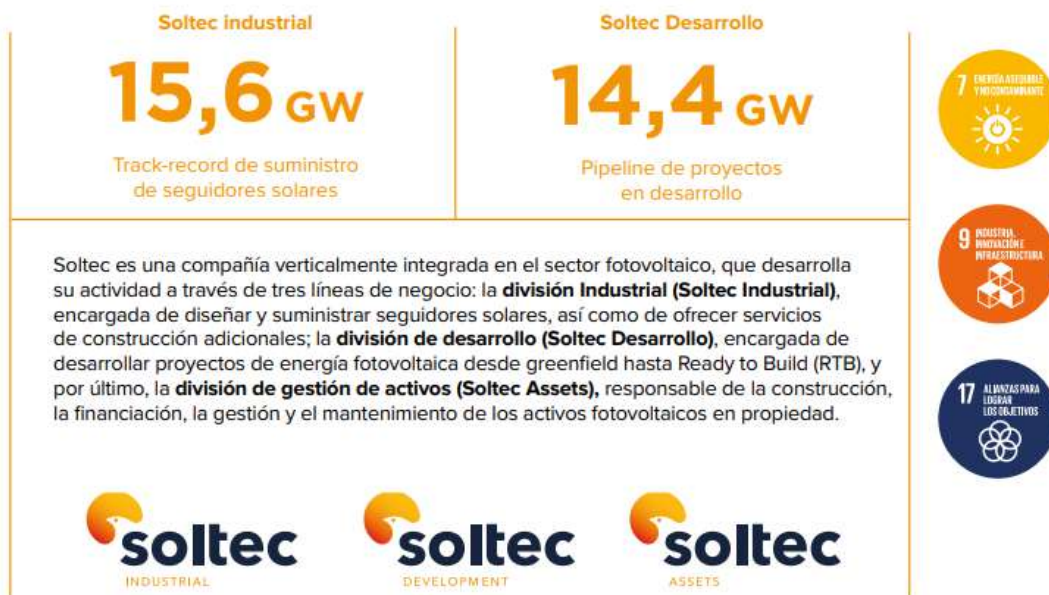 Soltec industrial
15,6 GW
Track-record de suministro
de seguidores solares
Soltec Desarrollo
14,4 GW
Pipeline de proyectos
en desarrollo
7 ENERGÍA ASEQUIBLE
Y NO CONTAMINANTE
9 INDUSTRIA,
INNOVACIÓN E
INFRAESTRUCTURA
17 ALIANZAS PARA
LOGRAR
LOS OBJETIVOS
Soltec es una compañía verticalmente integrada en el sector fotovoltaico, que desarrolla
su actividad a través de tres líneas de negocio: la división Industrial (Soltec Industrial),
encargada de diseñar y suministrar seguidores solares, así como de ofrecer servicios
de construcción adicionales; la división de desarrollo (Soltec Desarrollo), encargada de
desarrollar proyectos de energía fotovoltaica desde greenfield hasta Ready to Build (RTB), y
por último, la división de gestión de activos (Soltec Assets), responsable de la construcción,
la financiación, la gestión y el mantenimiento de los activos fotovoltaicos en propiedad.
soltec
INDUSTRIAL
soltec
DEVELOPMENT
soltec
ASSETS